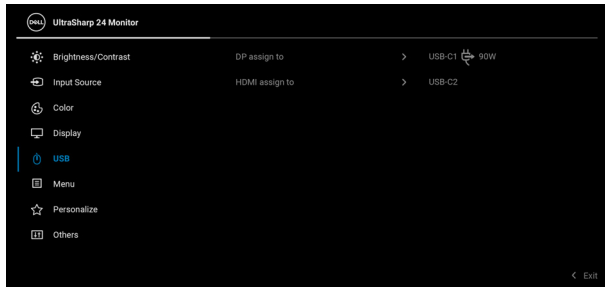 DELL UltraSharp 24 Monitor
Brightness/Contrast DP assign to > USB-C1 90W
Input Source HDMI assign to > USB-C2
Color
Display
USB
Menu
Personalize
Others
< Exit